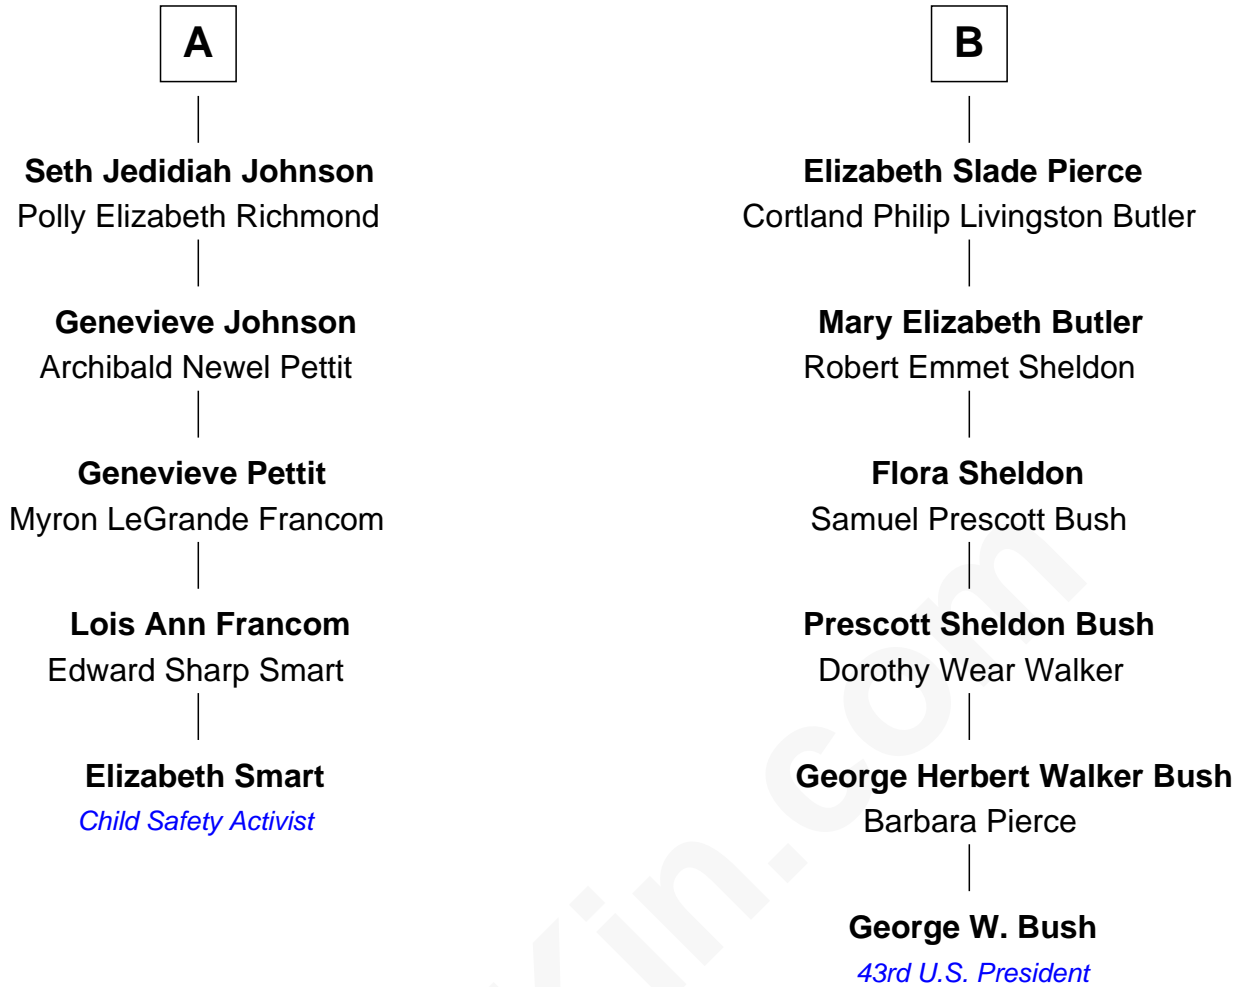 A
Seth Jedidiah Johnson
Polly Elizabeth Richmond
Genevieve Johnson
Archibald Newel Pettit
Genevieve Pettit
Myron LeGrande Francom
Lois Ann Francom
Edward Sharp Smart
Elizabeth Smart
Child Safety Activist
B
Elizabeth Slade Pierce
Cortland Philip Livingston Butler
Mary Elizabeth Butler
Robert Emmet Sheldon
Flora Sheldon
Samuel Prescott Bush
Prescott Sheldon Bush
Dorothy Wear Walker
George Herbert Walker Bush
Barbara Pierce
George W. Bush
43rd U.S. President
Kin.com